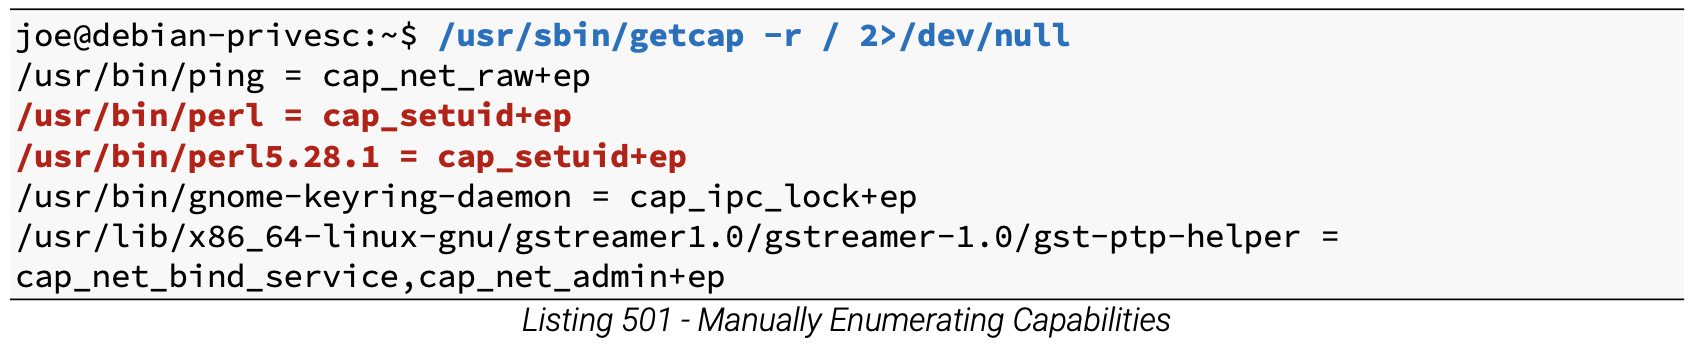 joe@debian-privesc:~$ /usr/sbin/getcap -r / 2>/dev/null
/usr/bin/ping = cap_net_raw+ep
/usr/bin/perl = cap_setuid+ep
/usr/bin/perl5.28.1 = cap_setuid+ep
/usr/bin/gnome-keyring-daemon = cap_ipc_lock+ep
/usr/lib/x86_64-linux-gnu/gstreamer1.0/gstreamer-1.0/gst-ptp-helper =
cap_net_bind_service,cap_net_admin+ep
Listing 501 - Manually Enumerating Capabilities